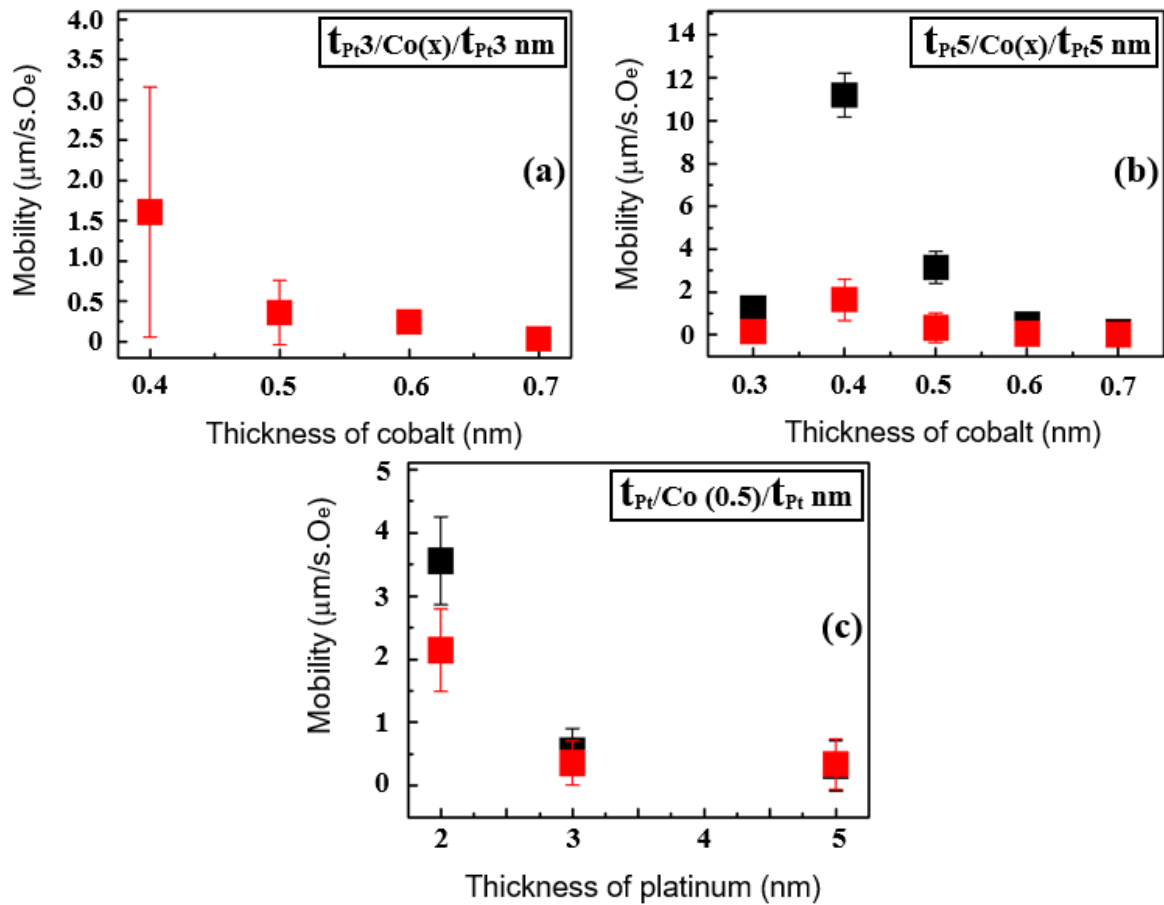 t_Pt3/Co(x)/t_Pt3 nm
4.0
3.5
3.0
2.5
2.0
1.5
1.0
0.5
0
Mobility (μm/s.Oe)
(a)
0.4 0.5 0.6 0.7
Thickness of cobalt (nm)
t_Pt5/Co(x)/t_Pt5 nm
14
12
10
8
6
4
2
0
Mobility (μm/s.Oe)
(b)
0.3 0.4 0.5 0.6 0.7
Thickness of cobalt (nm)
t_Pt/Co (0.5)/t_Pt nm
5
4
3
2
1
0
Mobility (μm/s.Oe)
(c)
2 3 4 5
Thickness of platinum (nm)